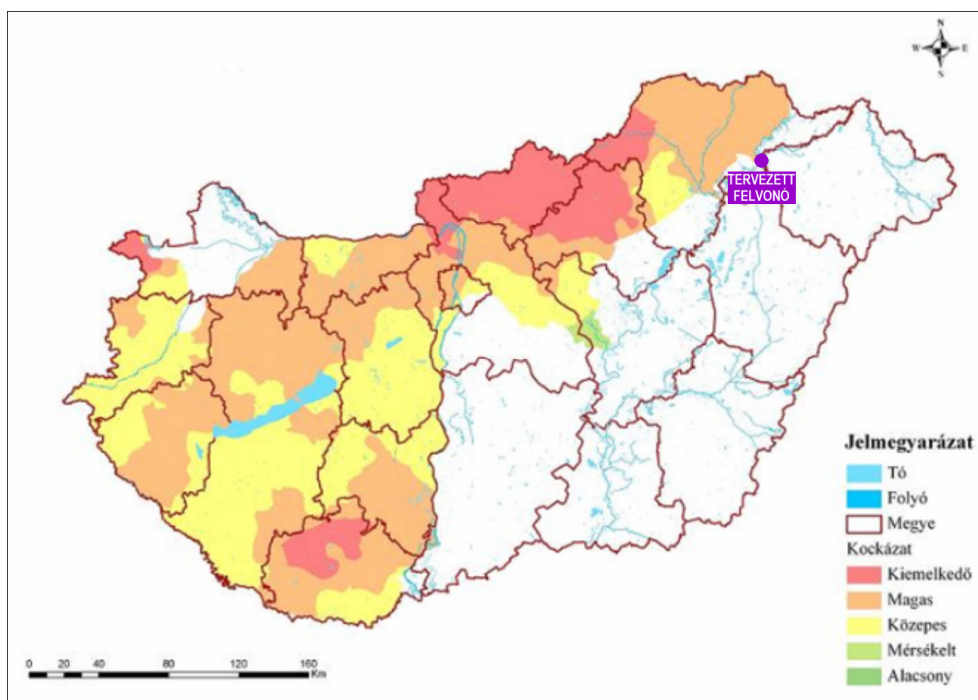 N
W E
S
TERVEZETT
FELVONÓ
Jelmegyarázat
Tó
Folyó
Megye
Kockázat
Kiemelkedő
Magas
Közepes
Mérsékelt
Alacsony
0 20 40 80 120 160
Km